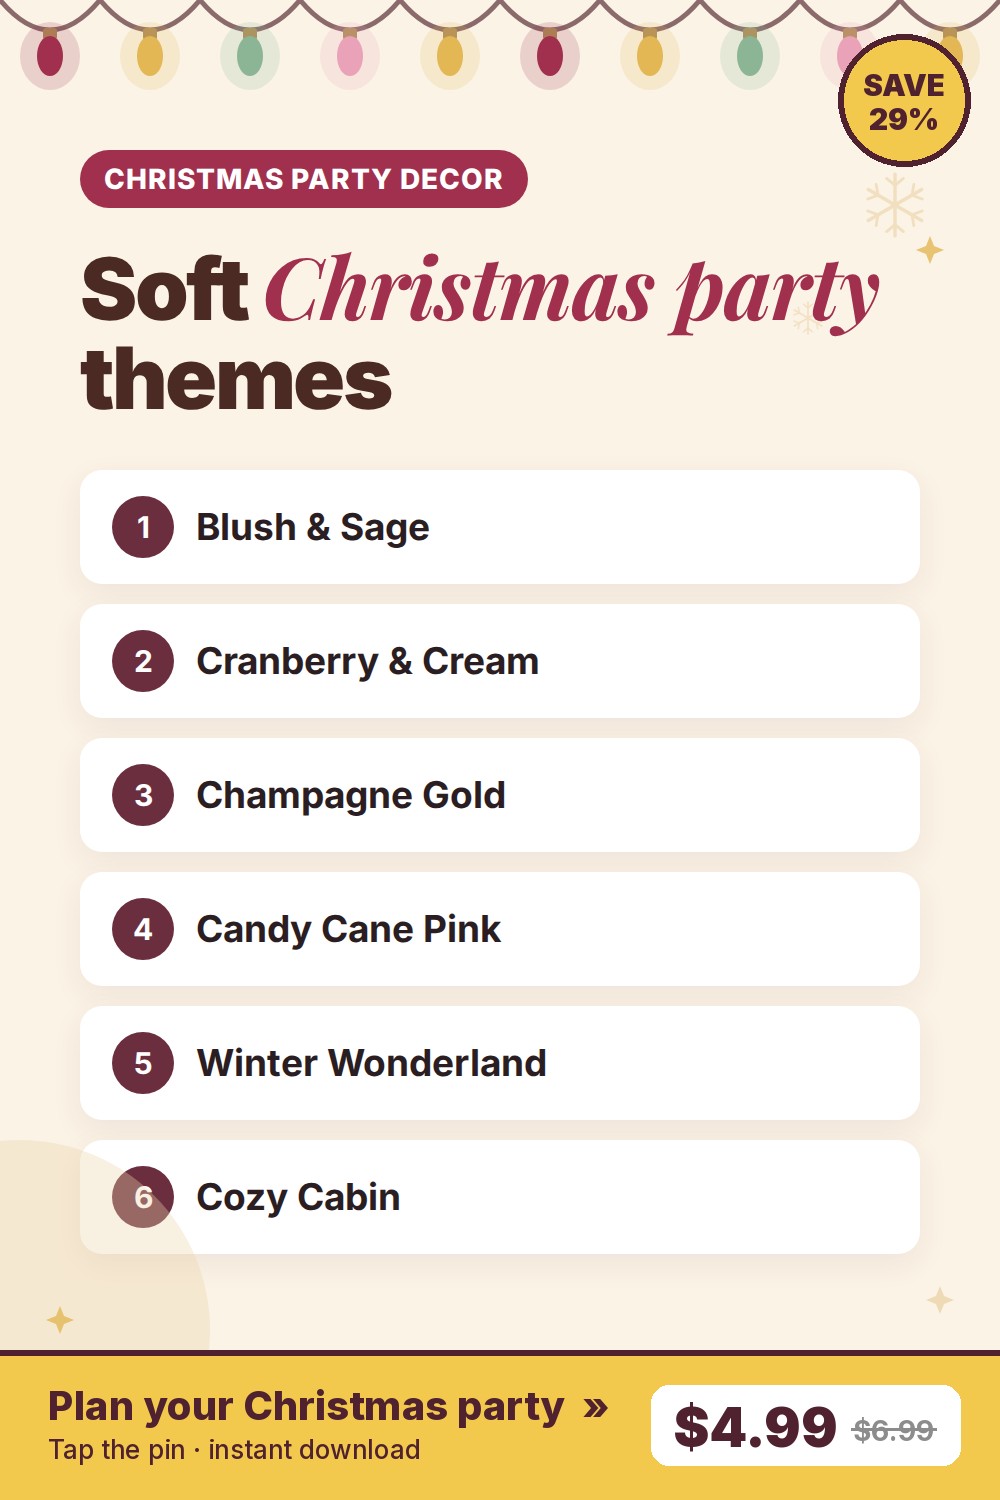 SAVE
29%
CHRISTMAS PARTY DECOR
Soft Christmas party
themes
1 Blush & Sage
2 Cranberry & Cream
3 Champagne Gold
4 Candy Cane Pink
5 Winter Wonderland
6 Cozy Cabin
Plan your Christmas party »
Tap the pin · instant download
$4.99 $6.99